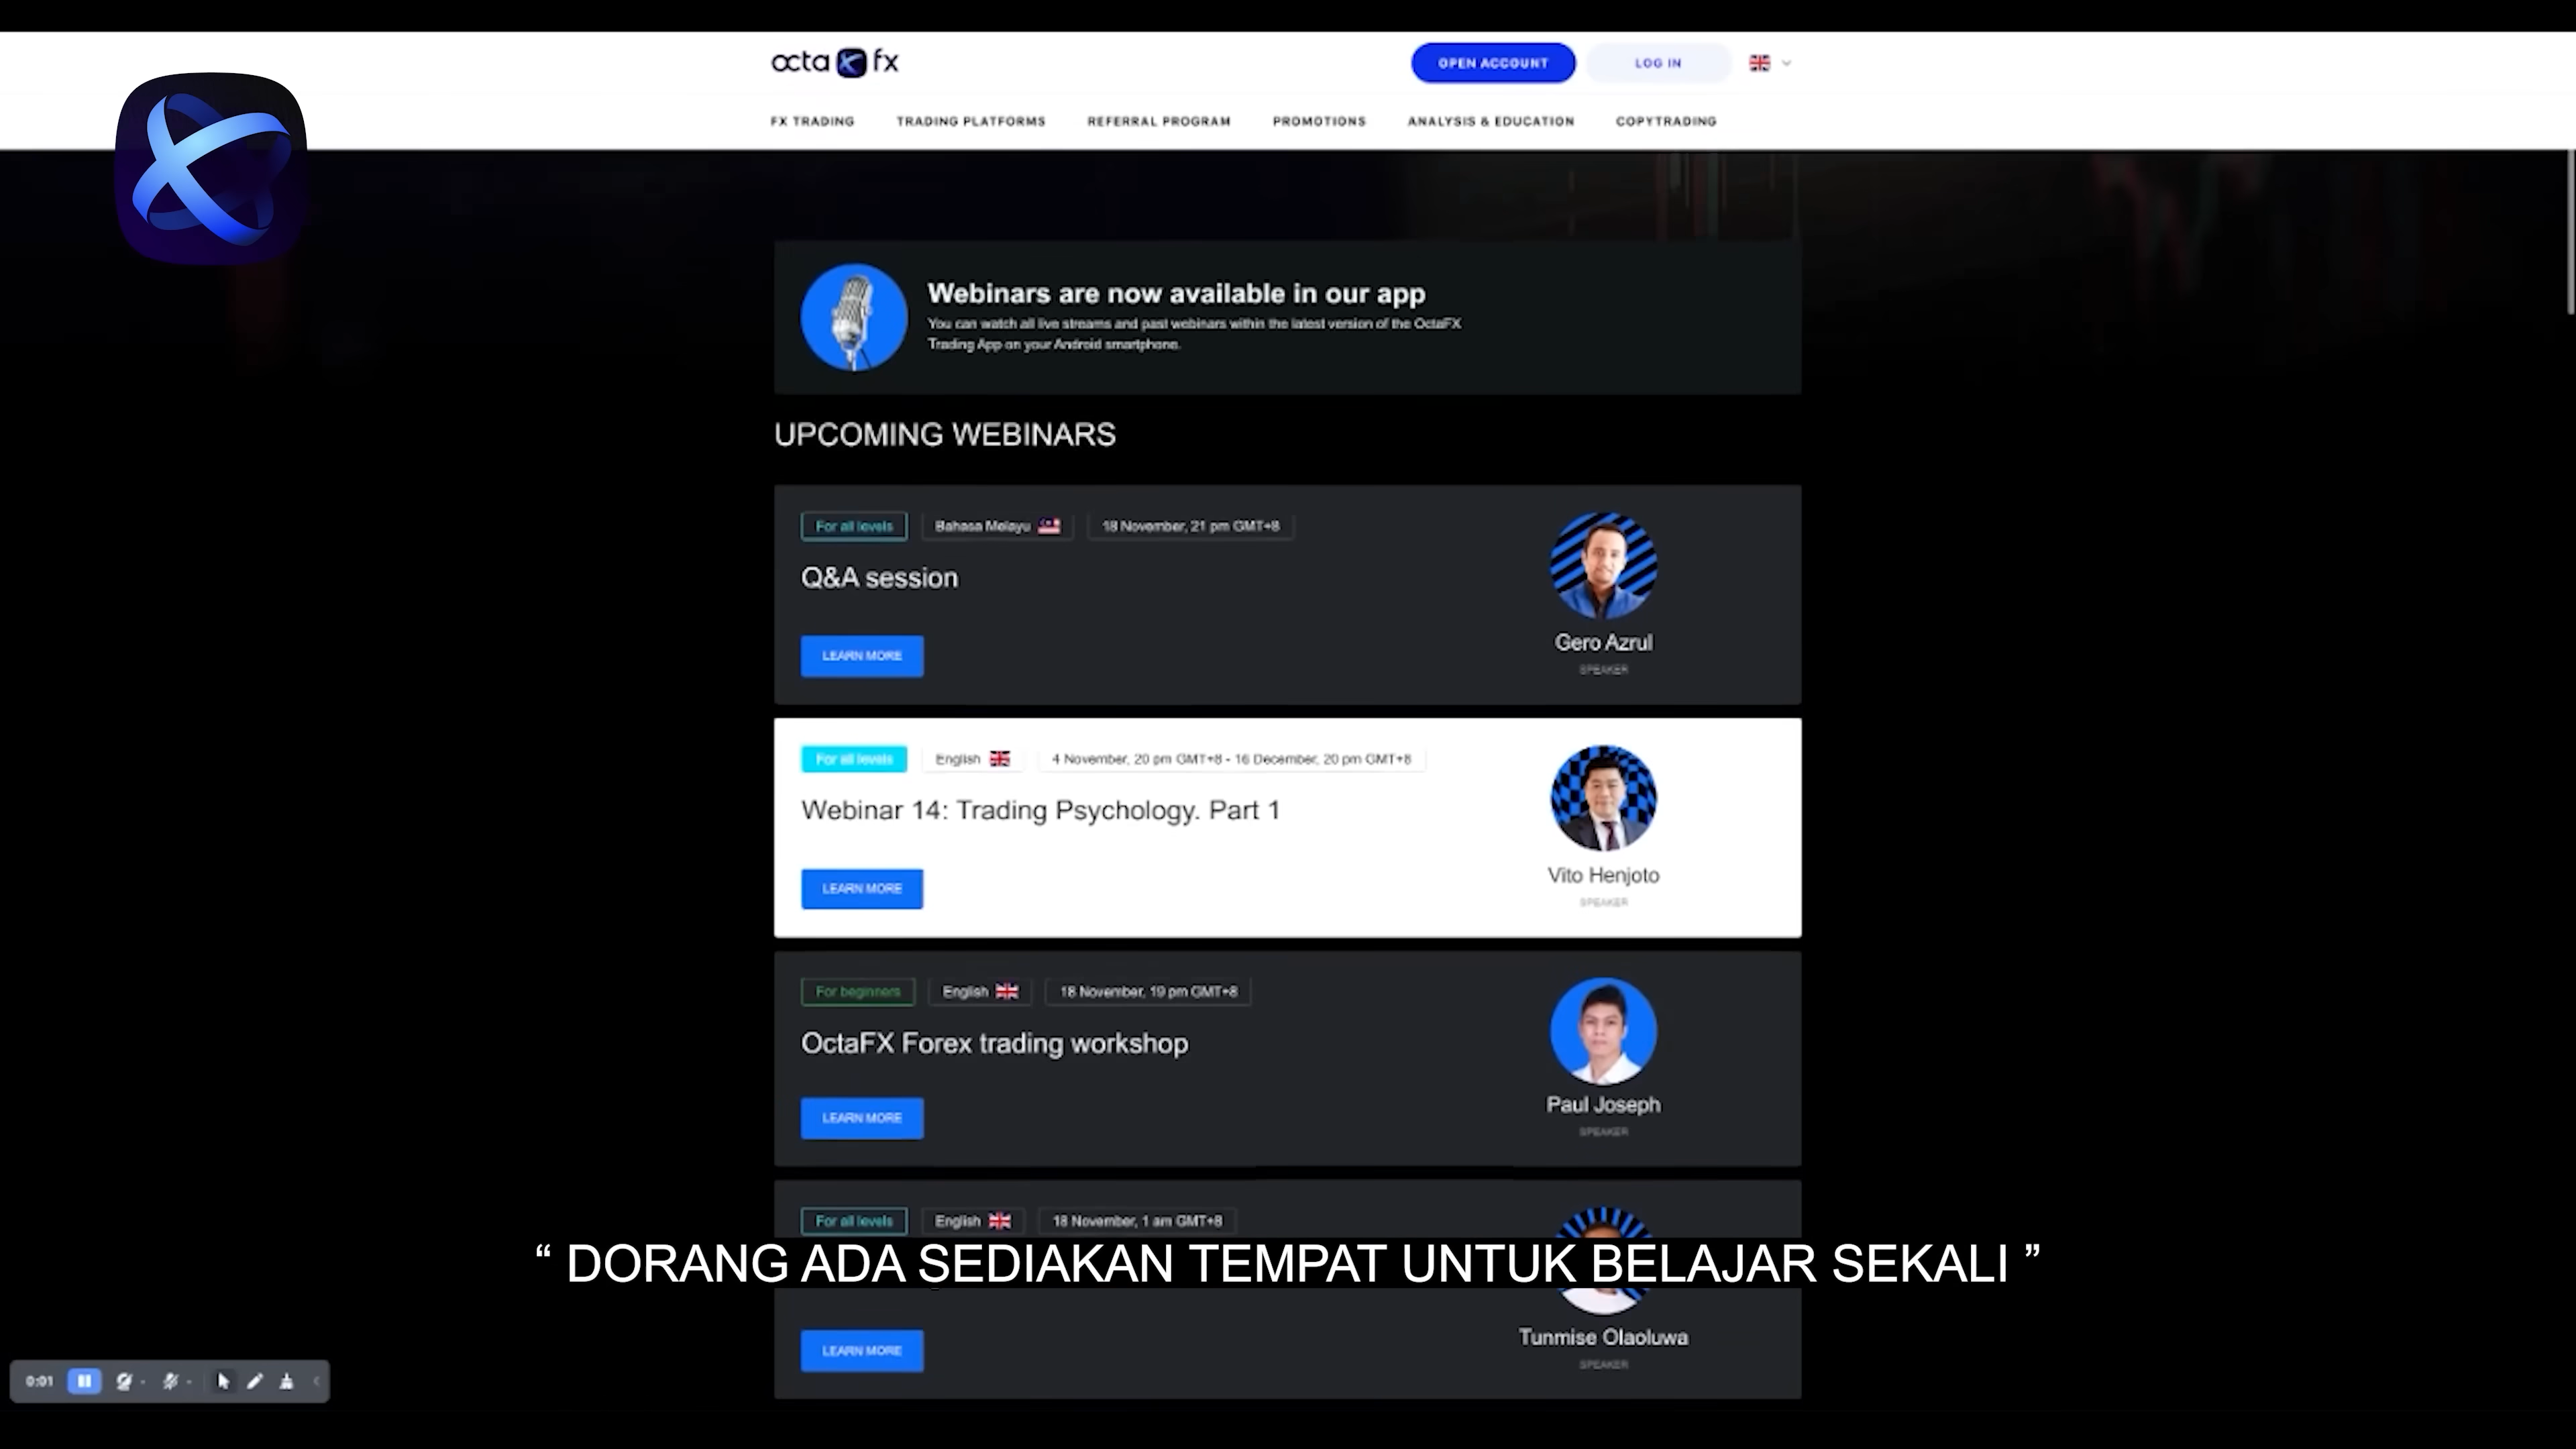 octa fx
OPEN ACCOUNT
LOG IN
FX TRADING
TRADING PLATFORMS
REFERRAL PROGRAM
PROMOTIONS
ANALYSIS & EDUCATION
COPYTRADING
Webinars are now available in our app
You can watch all live streams and past webinars within the latest version of the OctaFX
Trading App on your Android smartphone.
UPCOMING WEBINARS
For all levels
Bahasa Melayu
18 November, 21 pm GMT+8
Q&A session
LEARN MORE
Gero Azrul
SPEAKER
For all levels
English
4 November, 20 pm GMT+8 - 16 December, 20 pm GMT+8
Webinar 14: Trading Psychology. Part 1
LEARN MORE
Vito Henjoto
SPEAKER
For beginners
English
18 November, 19 pm GMT+8
OctaFX Forex trading workshop
LEARN MORE
Paul Joseph
SPEAKER
For all levels
English
18 November, 1 am GMT+8
“ DORANG ADA SEDIAKAN TEMPAT UNTUK BELAJAR SEKALI ”
LEARN MORE
Tunmise Olaoluwa
SPEAKER
0:01